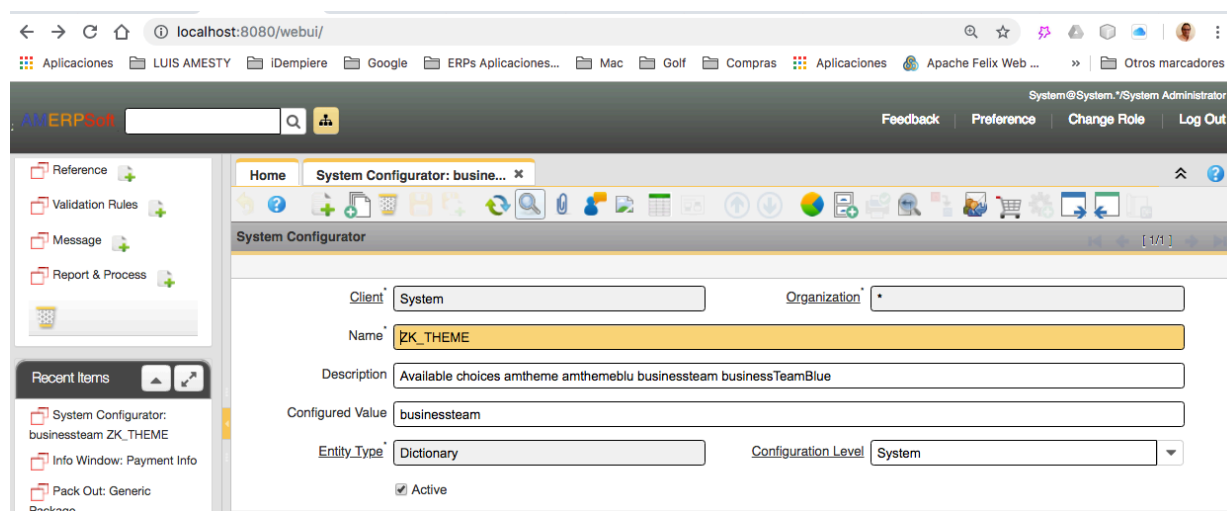 localhost:8080/webui/
Aplicaciones LUIS AMESTY iDempiere Google ERPs Aplicaciones... Mac Golf Compras Aplicaciones Apache Felix Web ... » Otros marcadores
System@System.*/System Administrator
AMERPSoft
Feedback Preference Change Role Log Out
Reference
Validation Rules
Message
Report & Process
Recent Items
System Configurator:
businessteam ZK_THEME
Info Window: Payment Info
Pack Out: Generic
Package
Home System Configurator: busine... ×
System Configurator
[1/1]
Client* System Organization* *
Name* ZK_THEME
Description Available choices amtheme amthemeblu businessteam businessTeamBlue
Configured Value businessteam
Entity Type* Dictionary Configuration Level System
Active